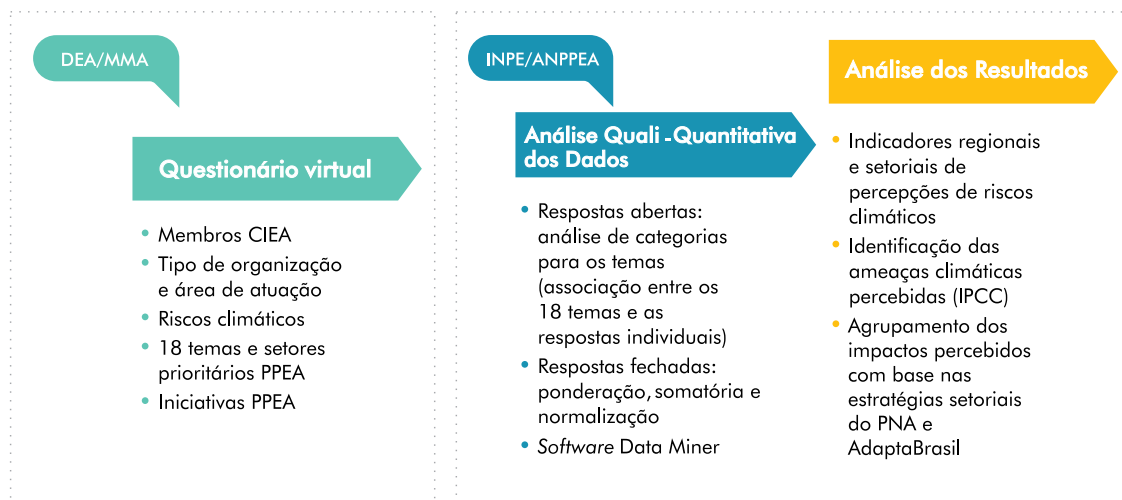 DEA/MMA
Questionário virtual
• Membros CIEA
• Tipo de organização
e área de atuação
• Riscos climáticos
• 18 temas e setores
prioritários PPEA
• Iniciativas PPEA
INPE/ANPPEA
Análise Quali-Quantitativa
dos Dados
• Respostas abertas:
análise de categorias
para os temas
(associação entre os
18 temas e as
respostas individuais)
• Respostas fechadas:
ponderação, somatória e
normalização
• Software Data Miner
Análise dos Resultados
• Indicadores regionais
e setoriais de
percepções de riscos
climáticos
• Identificação das
ameaças climáticas
percebidas (IPCC)
• Agrupamento dos
impactos percebidos
com base nas
estratégias setoriais
do PNA e
AdaptaBrasil